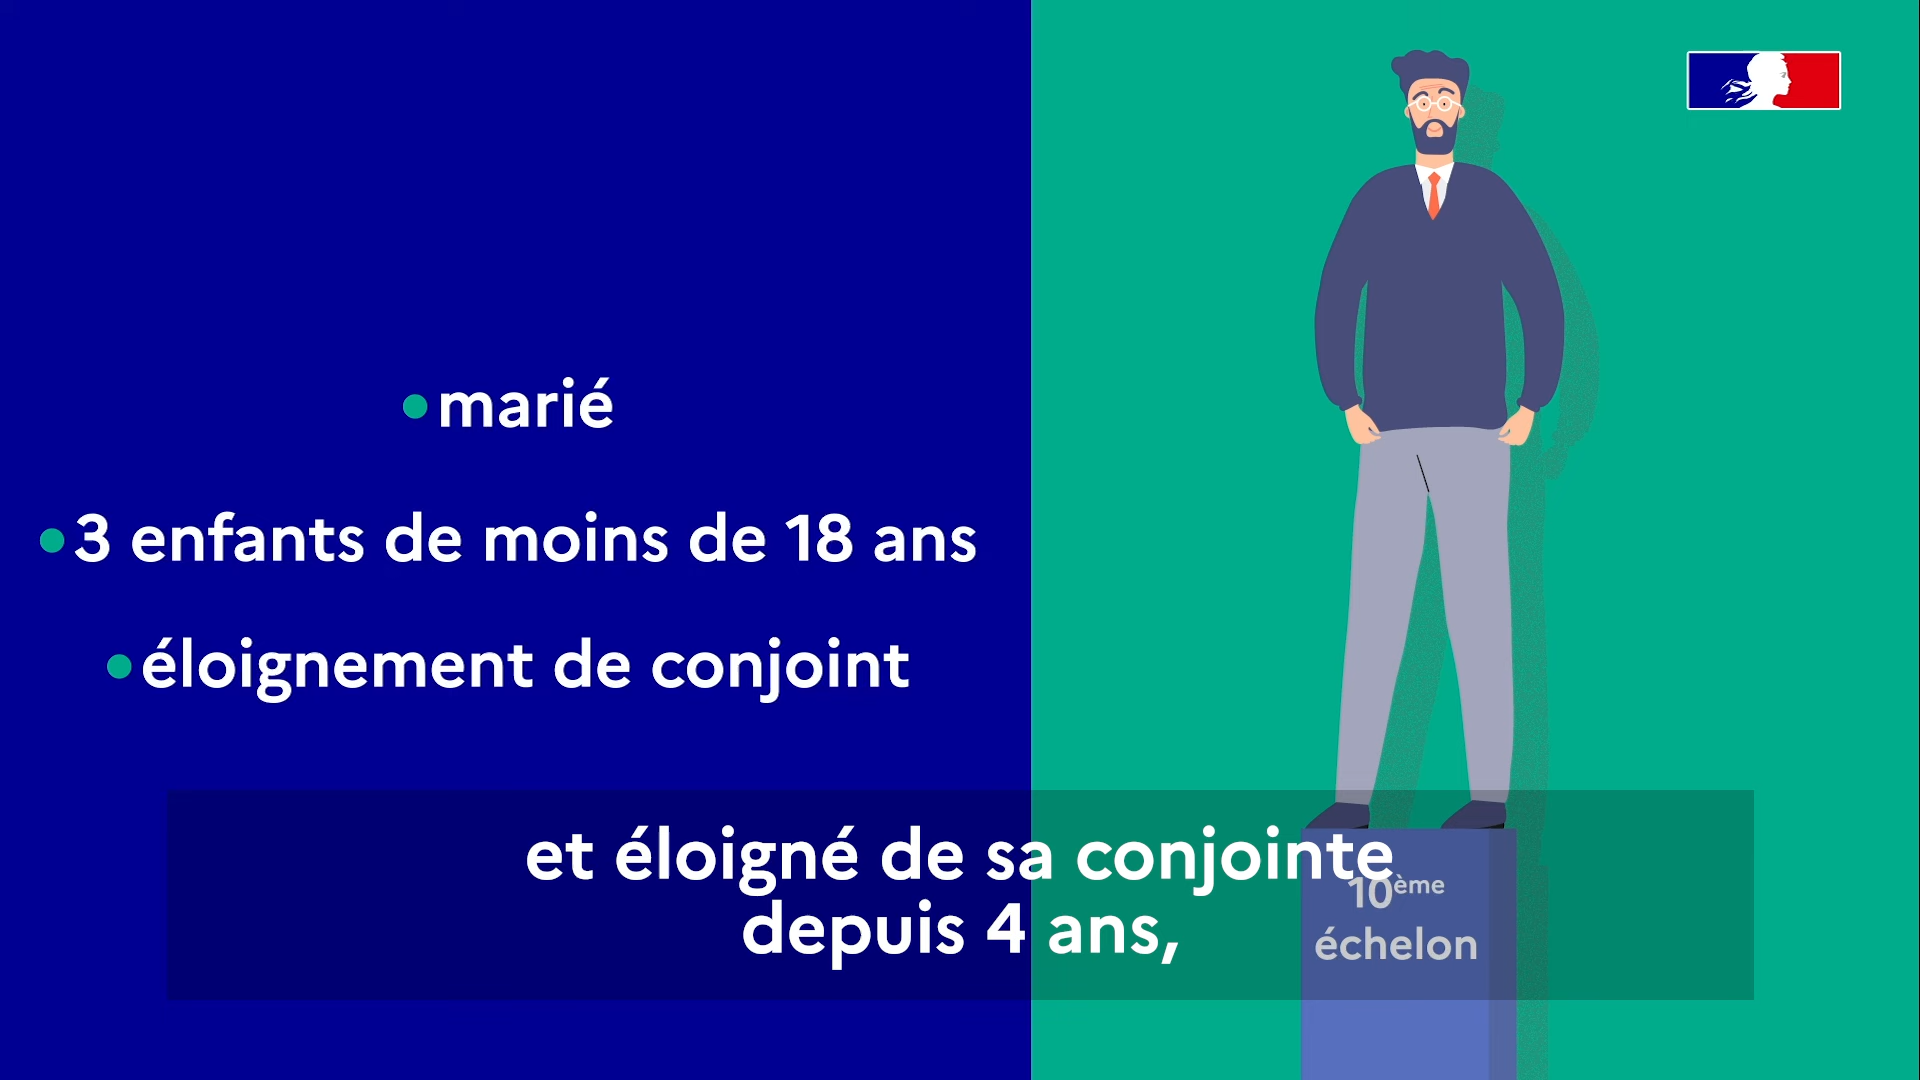 marié
3 enfants de moins de 18 ans
éloignement de conjoint
et éloigné de sa conjointe
depuis 4 ans,
10ème
échelon